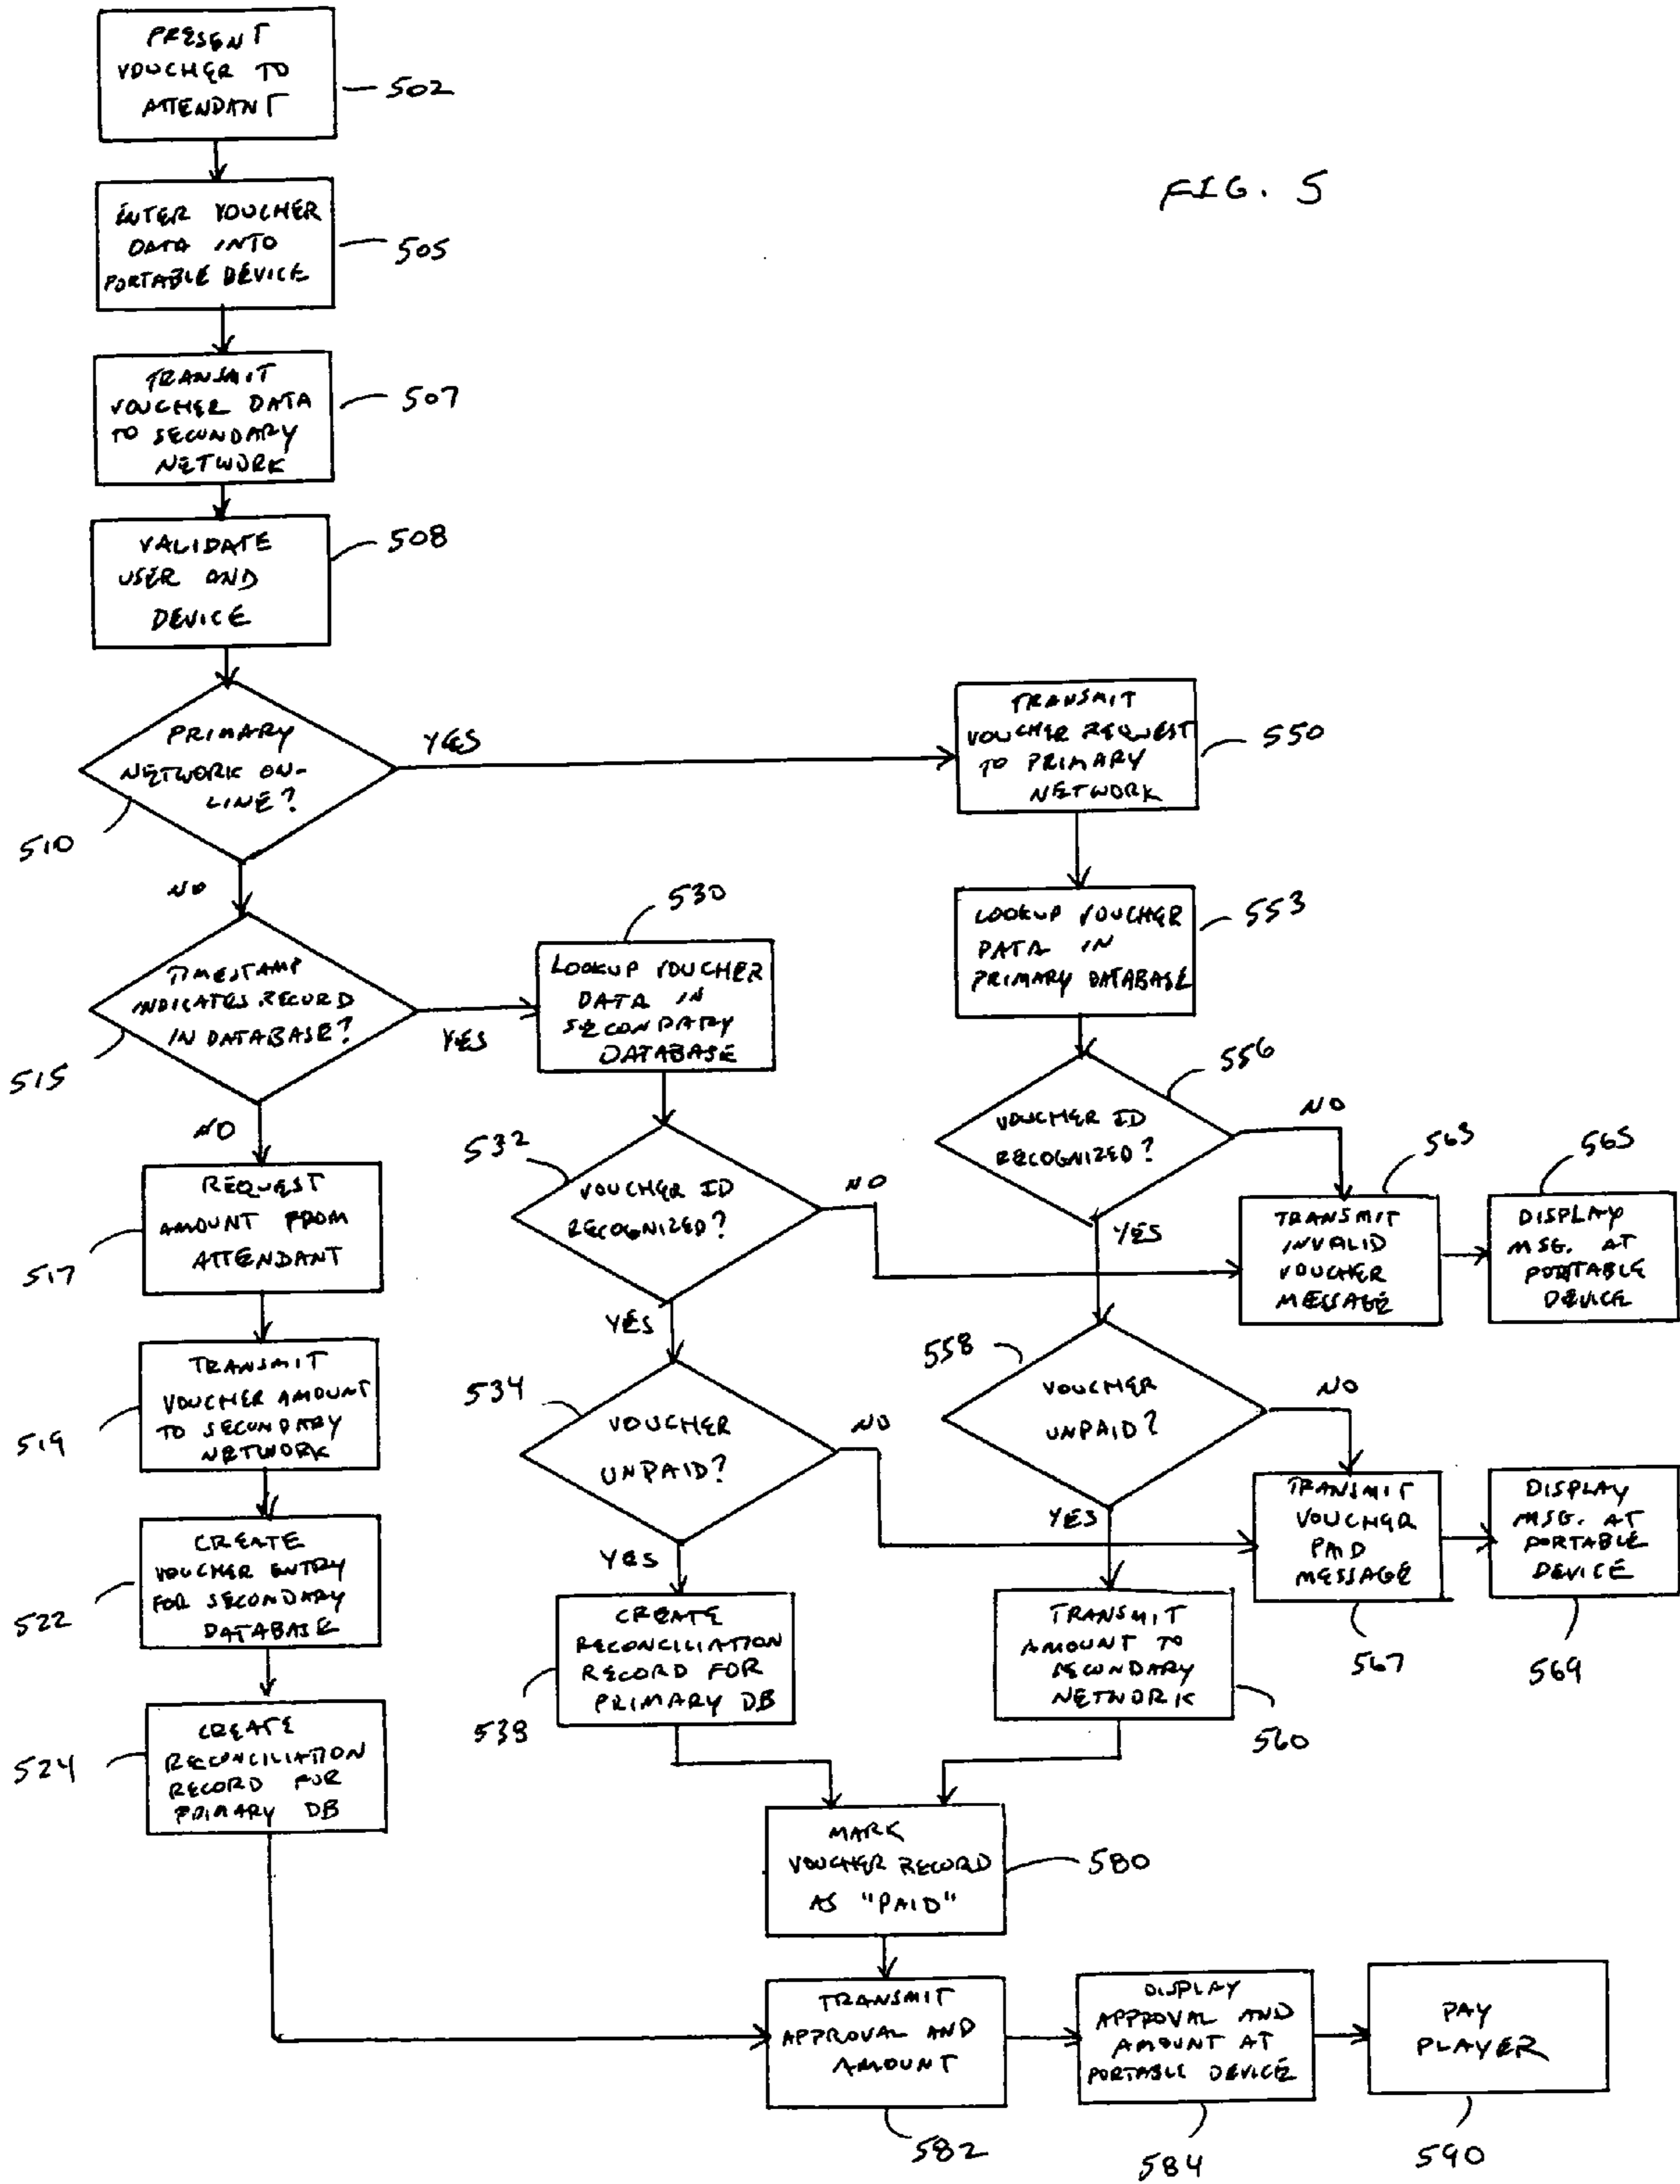 FIG. 5
PRESENT
VOUCHER TO
ATTENDANT
502
ENTER VOUCHER
DATA INTO
PORTABLE DEVICE
505
TRANSMIT
VOUCHER DATA
TO SECONDARY
NETWORK
507
VALIDATE
USER AND
DEVICE
508
PRIMARY
NETWORK ON-
LINE?
510
YES
NO
TRANSMIT
VOUCHER REQUEST
TO PRIMARY
NETWORK
550
LOOKUP VOUCHER
DATA IN
PRIMARY DATABASE
553
TIMESTAMP
INDICATES RECORD
IN DATABASE?
515
YES
NO
530
LOOKUP VOUCHER
DATA IN
SECONDARY
DATABASE
556
VOUCHER ID
RECOGNIZED?
NO
YES
532
VOUCHER ID
RECOGNIZED?
NO
YES
563
TRANSMIT
INVALID
VOUCHER
MESSAGE
565
DISPLAY
MSG. AT
PORTABLE
DEVICE
REQUEST
AMOUNT FROM
ATTENDANT
517
TRANSMIT
VOUCHER AMOUNT
TO SECONDARY
NETWORK
519
534
VOUCHER
UNPAID?
NO
YES
558
VOUCHER
UNPAID?
NO
YES
TRANSMIT
VOUCHER
PAID
MESSAGE
567
DISPLAY
MSG. AT
PORTABLE
DEVICE
569
CREATE
VOUCHER ENTRY
FOR SECONDARY
DATABASE
522
CREATE
RECONCILIATION
RECORD FOR
PRIMARY DB
538
TRANSMIT
AMOUNT TO
SECONDARY
NETWORK
560
CREATE
RECONCILIATION
RECORD FOR
PRIMARY DB
524
MARK
VOUCHER RECORD
AS "PAID"
580
TRANSMIT
APPROVAL AND
AMOUNT
582
DISPLAY
APPROVAL AND
AMOUNT AT
PORTABLE DEVICE
584
PAY
PLAYER
590